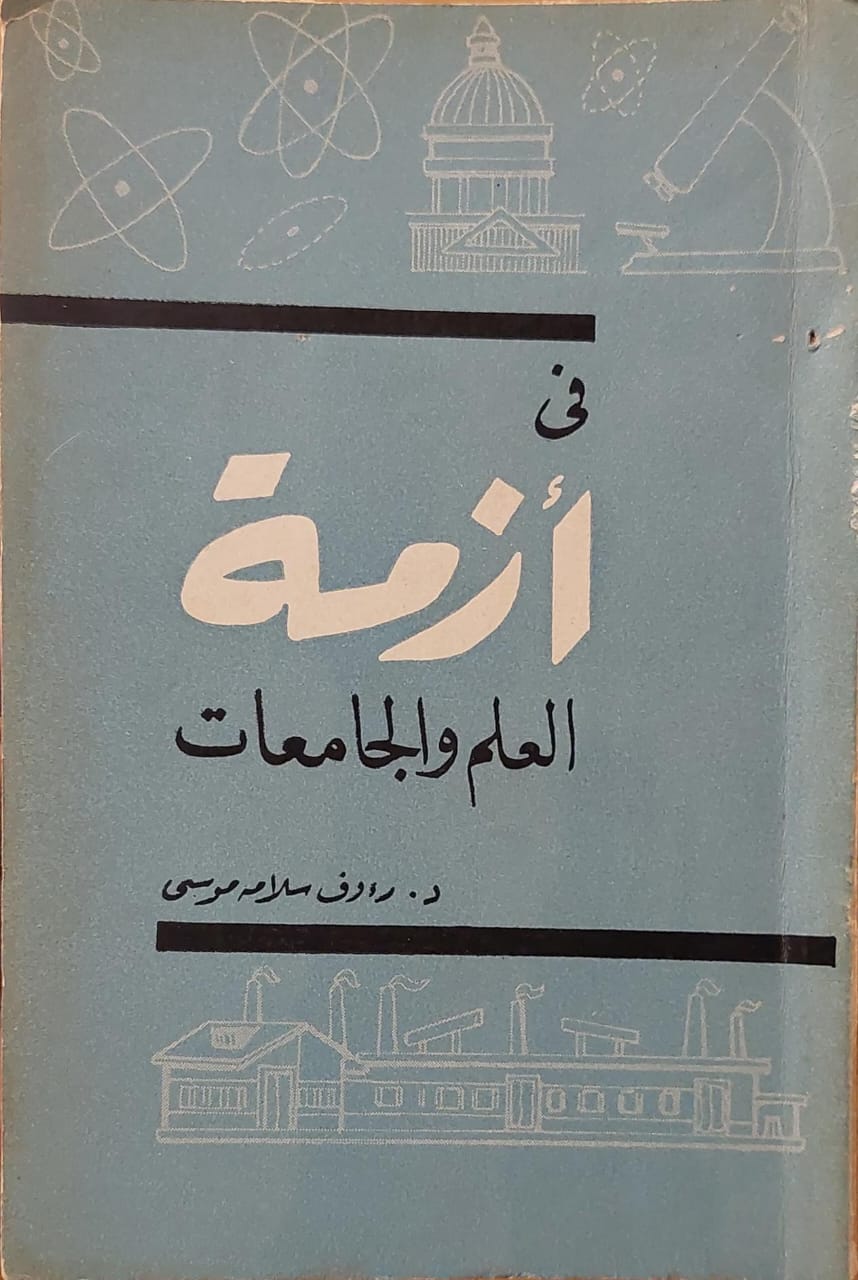 فى
أزمة
العلم والجامعات
د. رءوف سلامه موسى